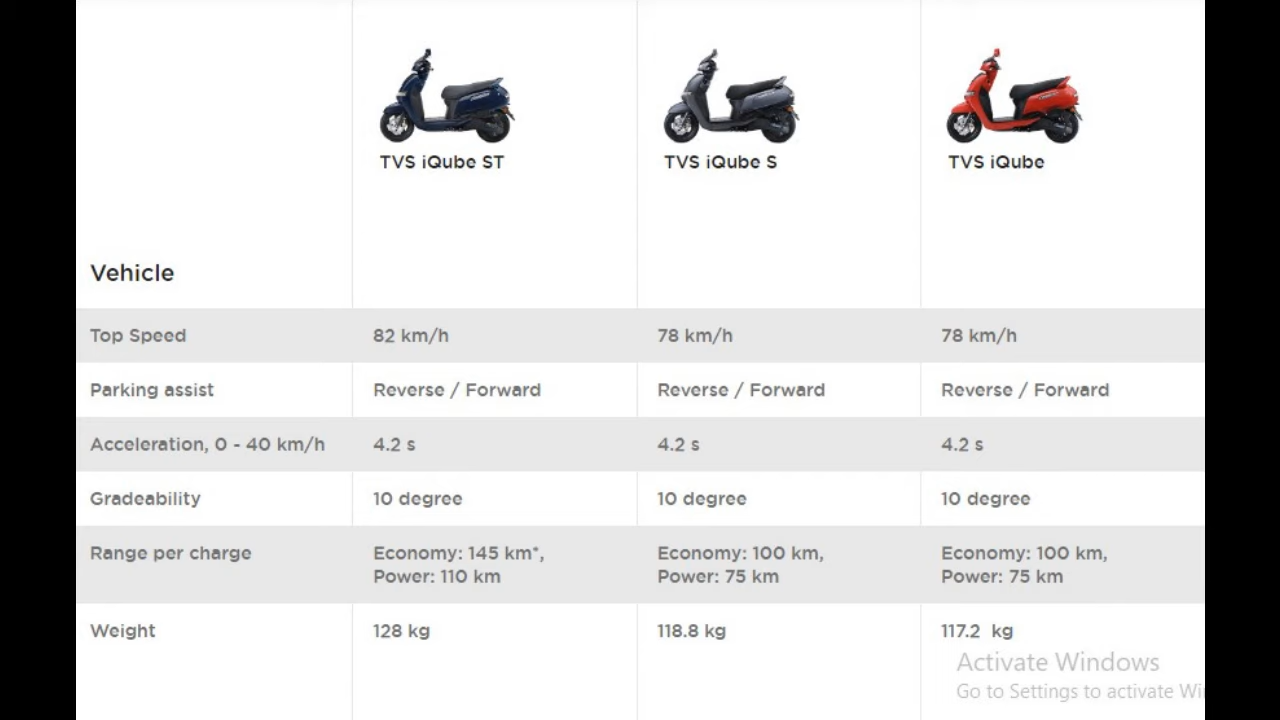 TVS iQube ST
TVS iQube S
TVS iQube
Vehicle
Top Speed
82 km/h
78 km/h
78 km/h
Parking assist
Reverse / Forward
Reverse / Forward
Reverse / Forward
Acceleration, 0 - 40 km/h
4.2 s
4.2 s
4.2 s
Gradeability
10 degree
10 degree
10 degree
Range per charge
Economy: 145 km*,
Power: 110 km
Economy: 100 km,
Power: 75 km
Economy: 100 km,
Power: 75 km
Weight
128 kg
118.8 kg
117.2 kg
Activate Windows
Go to Settings to activate Wi